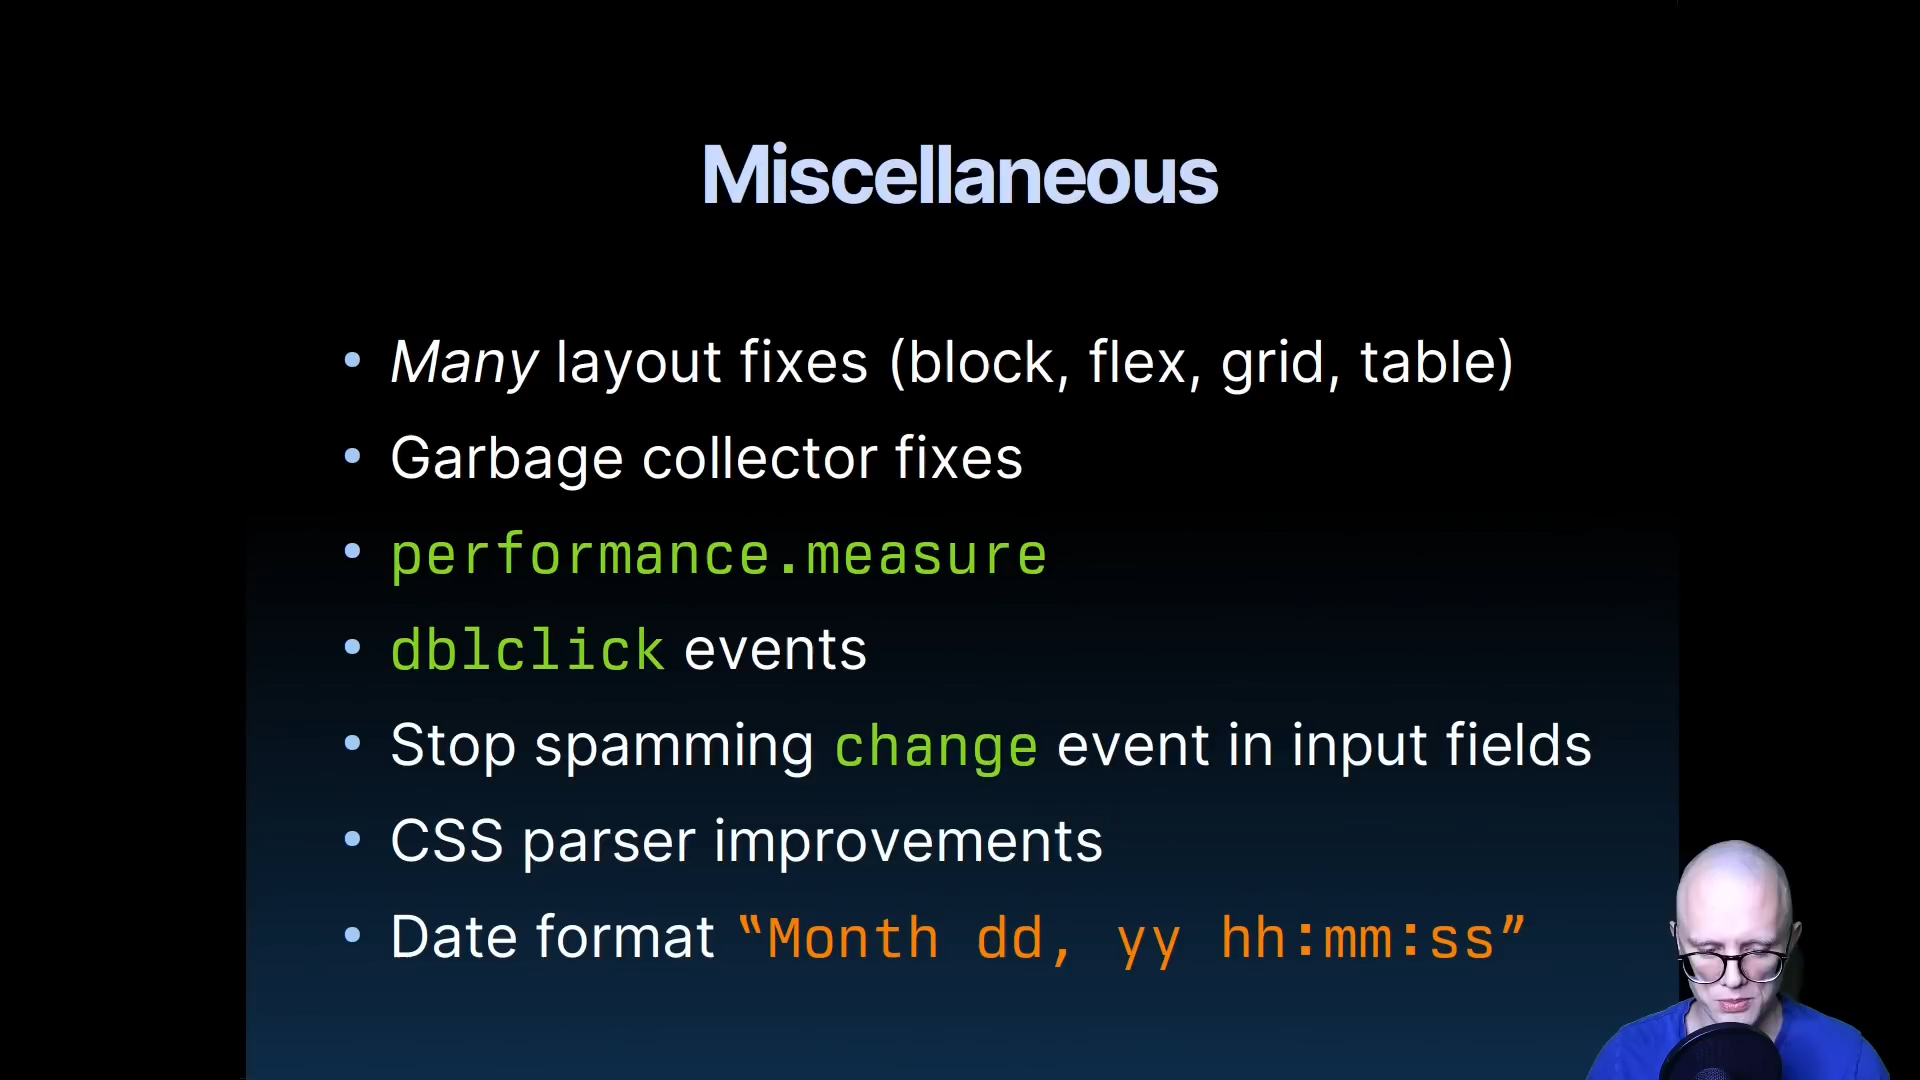 Miscellaneous
• Many layout fixes (block, flex, grid, table)
• Garbage collector fixes
• performance.measure
• dblclick events
• Stop spamming change event in input fields
• CSS parser improvements
• Date format “Month dd, yy hh:mm:ss”